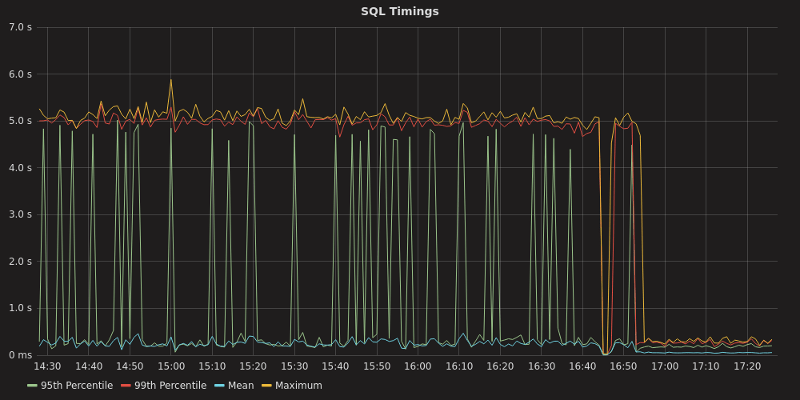 SQL Timings
7.0 s
6.0 s
5.0 s
4.0 s
3.0 s
2.0 s
1.0 s
0 ms
14:30 14:40 14:50 15:00 15:10 15:20 15:30 15:40 15:50 16:00 16:10 16:20 16:30 16:40 16:50 17:00 17:10 17:20
95th Percentile 99th Percentile Mean Maximum